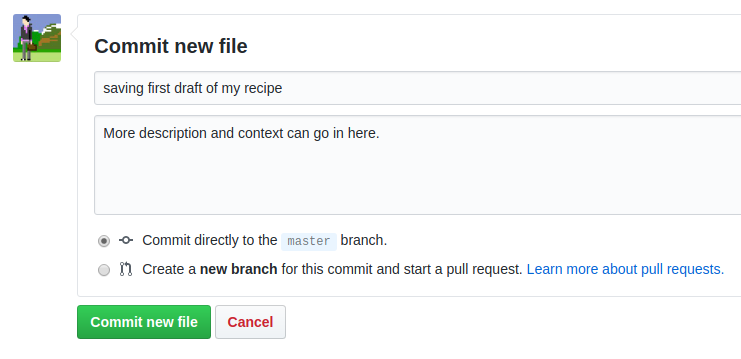 Commit new file
saving first draft of my recipe
More description and context can go in here.
Commit directly to the master branch.
Create a new branch for this commit and start a pull request. Learn more about pull requests.
Commit new file Cancel